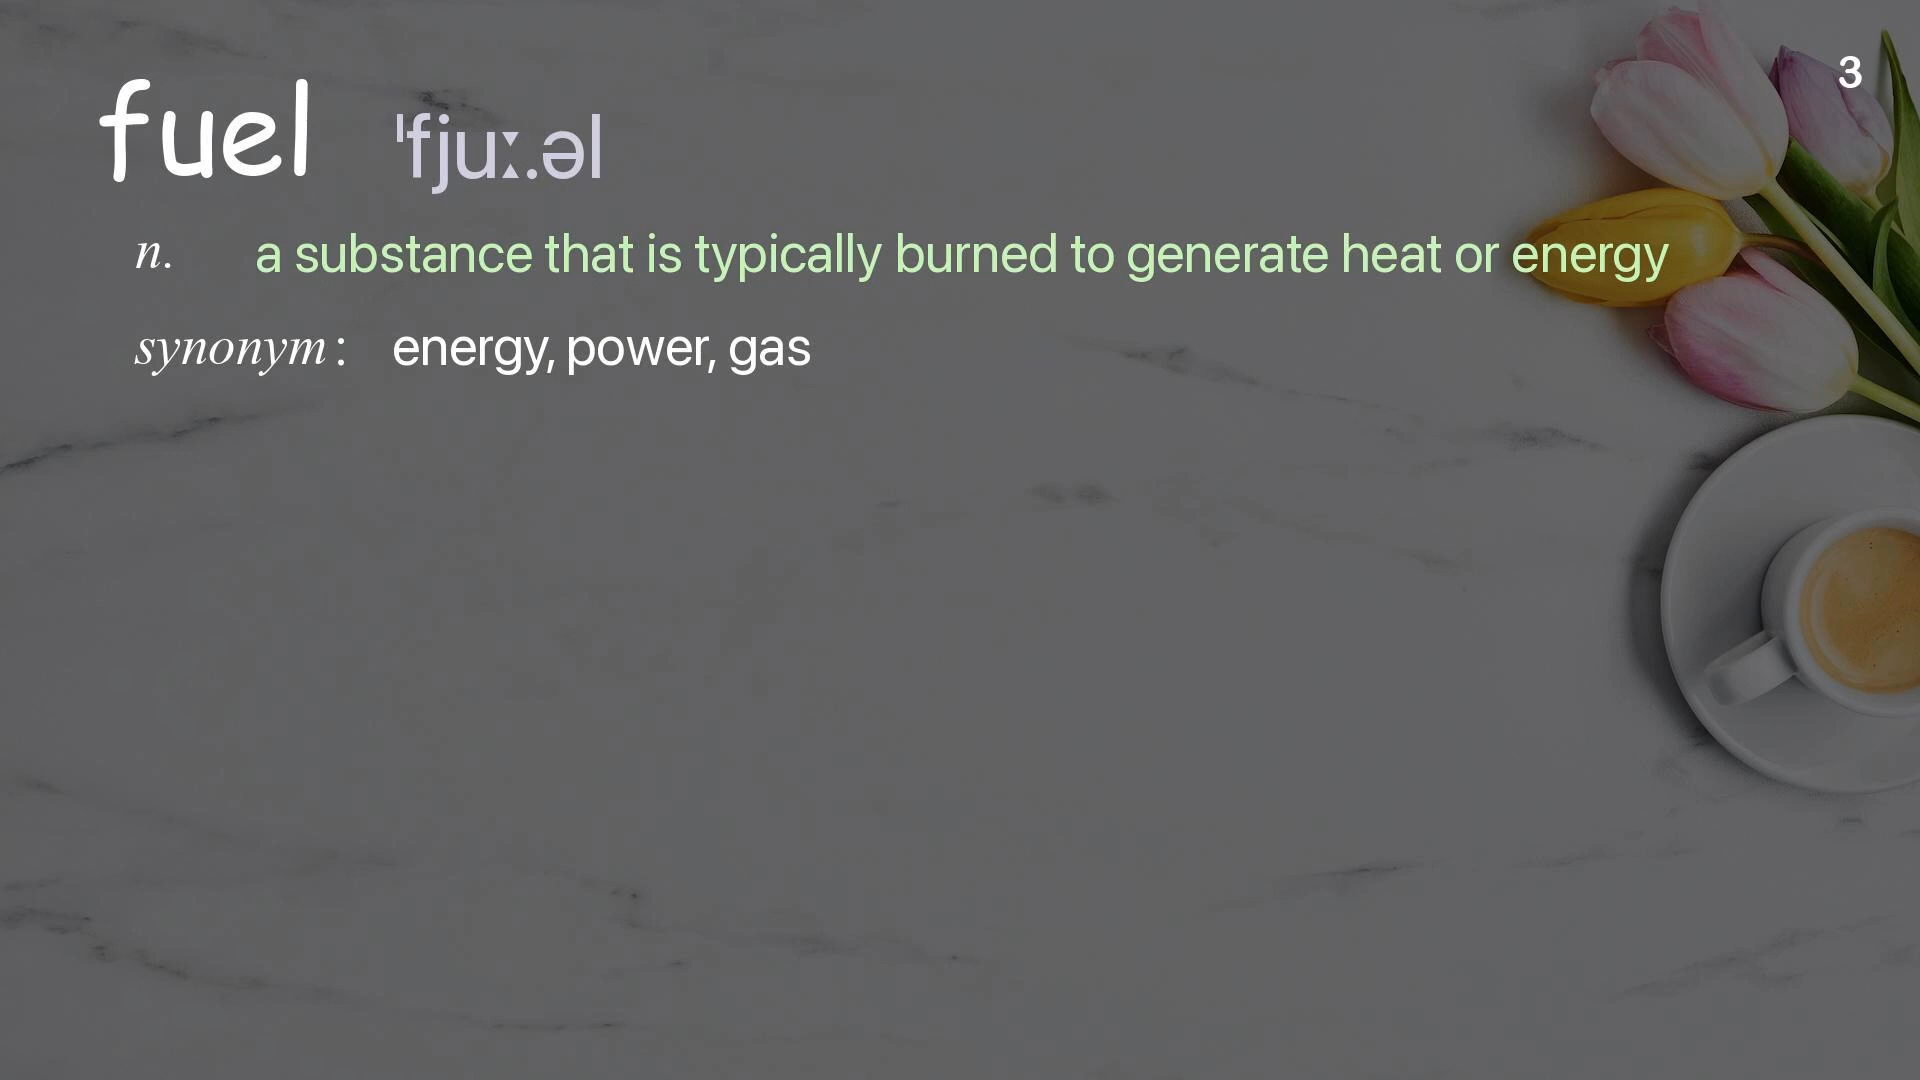 3
fuel ˈfjuː.əl
n. a substance that is typically burned to generate heat or energy
synonym : energy, power, gas